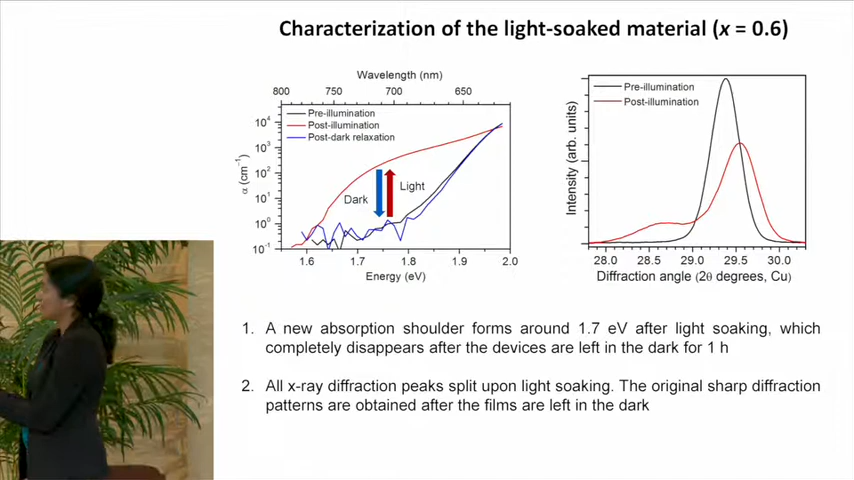 Characterization of the light-soaked material (x = 0.6)
Wavelength (nm)
800 750 700 650
Pre-illumination
Post-illumination
Post-dark relaxation
10⁴
10³
10²
10¹
10⁰
10⁻¹
α (cm⁻¹)
Dark
Light
1.6 1.7 1.8 1.9 2.0
Energy (eV)
Pre-illumination
Post-illumination
Intensity (arb. units)
28.0 28.5 29.0 29.5 30.0
Diffraction angle (2θ degrees, Cu)
1. A new absorption shoulder forms around 1.7 eV after light soaking, which
completely disappears after the devices are left in the dark for 1 h
2. All x-ray diffraction peaks split upon light soaking. The original sharp diffraction
patterns are obtained after the films are left in the dark